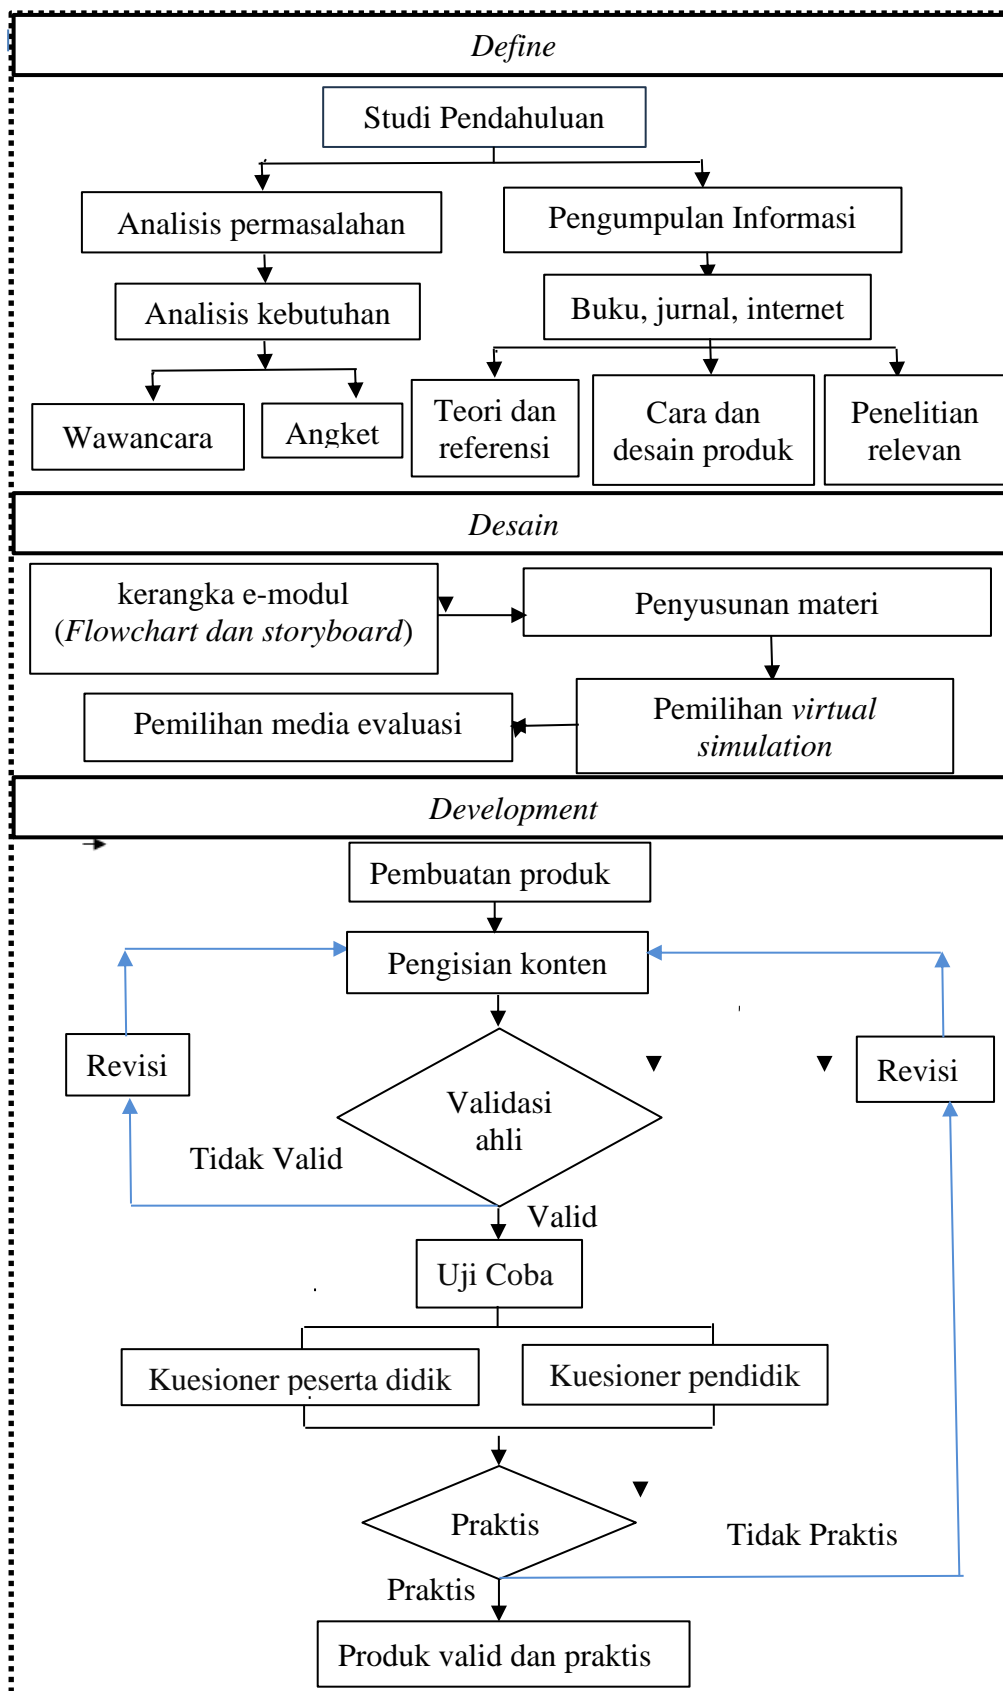 Define
Studi Pendahuluan
Analisis permasalahan
Pengumpulan Informasi
Analisis kebutuhan
Buku, jurnal, internet
Wawancara
Angket
Teori dan
referensi
Cara dan
desain produk
Penelitian
relevan
Desain
kerangka e-modul
(Flowchart dan storyboard)
Penyusunan materi
Pemilihan media evaluasi
Pemilihan virtual
simulation
Development
Pembuatan produk
Pengisian konten
Revisi
Validasi
ahli
Revisi
Tidak Valid
Valid
Uji Coba
Kuesioner peserta didik
Kuesioner pendidik
Praktis
Tidak Praktis
Praktis
Produk valid dan praktis